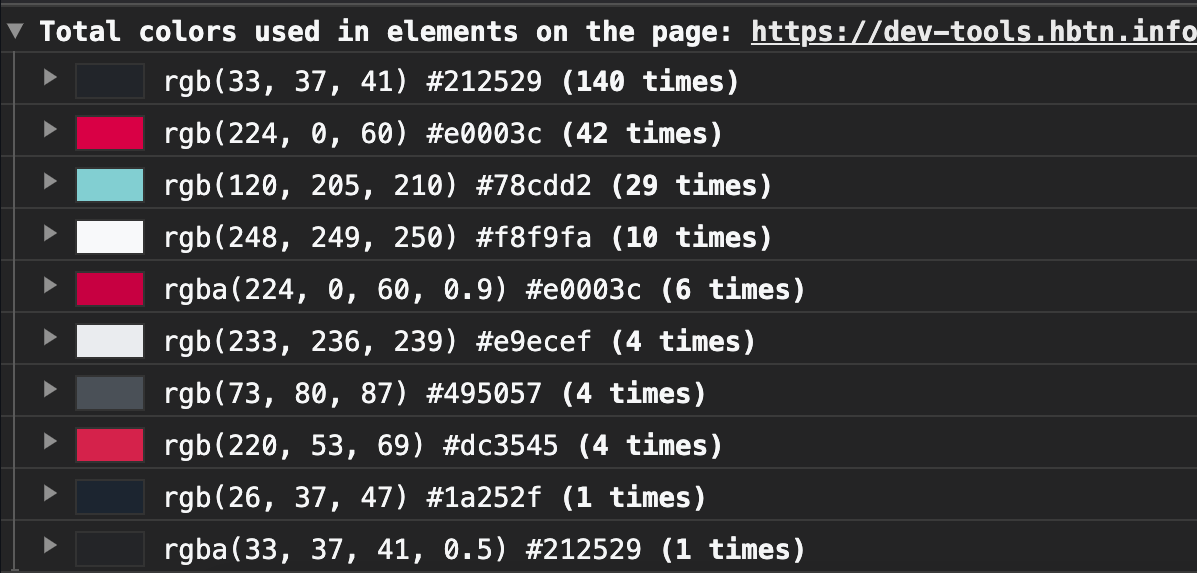 Total colors used in elements on the page: https://dev-tools.hbtn.info
rgb(33, 37, 41) #212529 (140 times)
rgb(224, 0, 60) #e0003c (42 times)
rgb(120, 205, 210) #78cdd2 (29 times)
rgb(248, 249, 250) #f8f9fa (10 times)
rgba(224, 0, 60, 0.9) #e0003c (6 times)
rgb(233, 236, 239) #e9ecef (4 times)
rgb(73, 80, 87) #495057 (4 times)
rgb(220, 53, 69) #dc3545 (4 times)
rgb(26, 37, 47) #1a252f (1 times)
rgba(33, 37, 41, 0.5) #212529 (1 times)